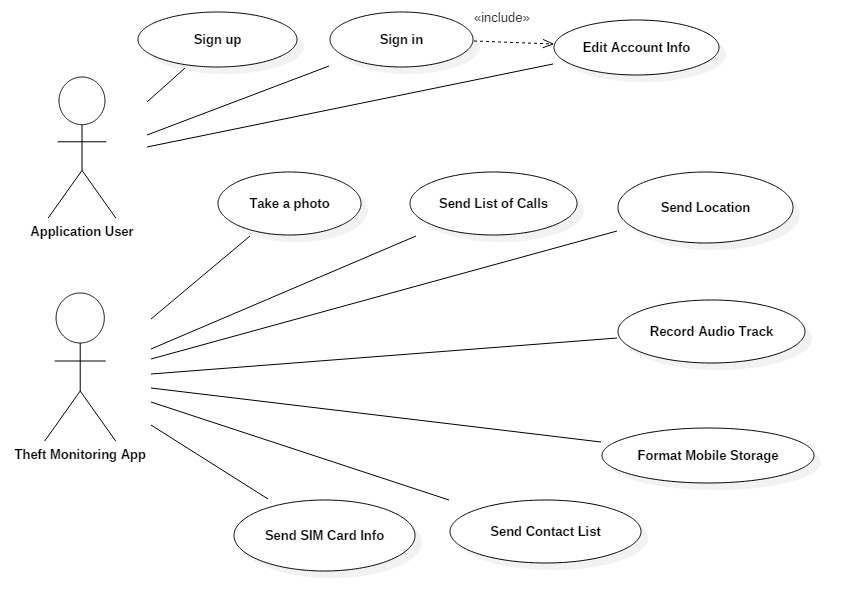 «include»
Sign up
Sign in
Edit Account Info
Application User
Take a photo
Send List of Calls
Send Location
Record Audio Track
Theft Monitoring App
Format Mobile Storage
Send SIM Card Info
Send Contact List